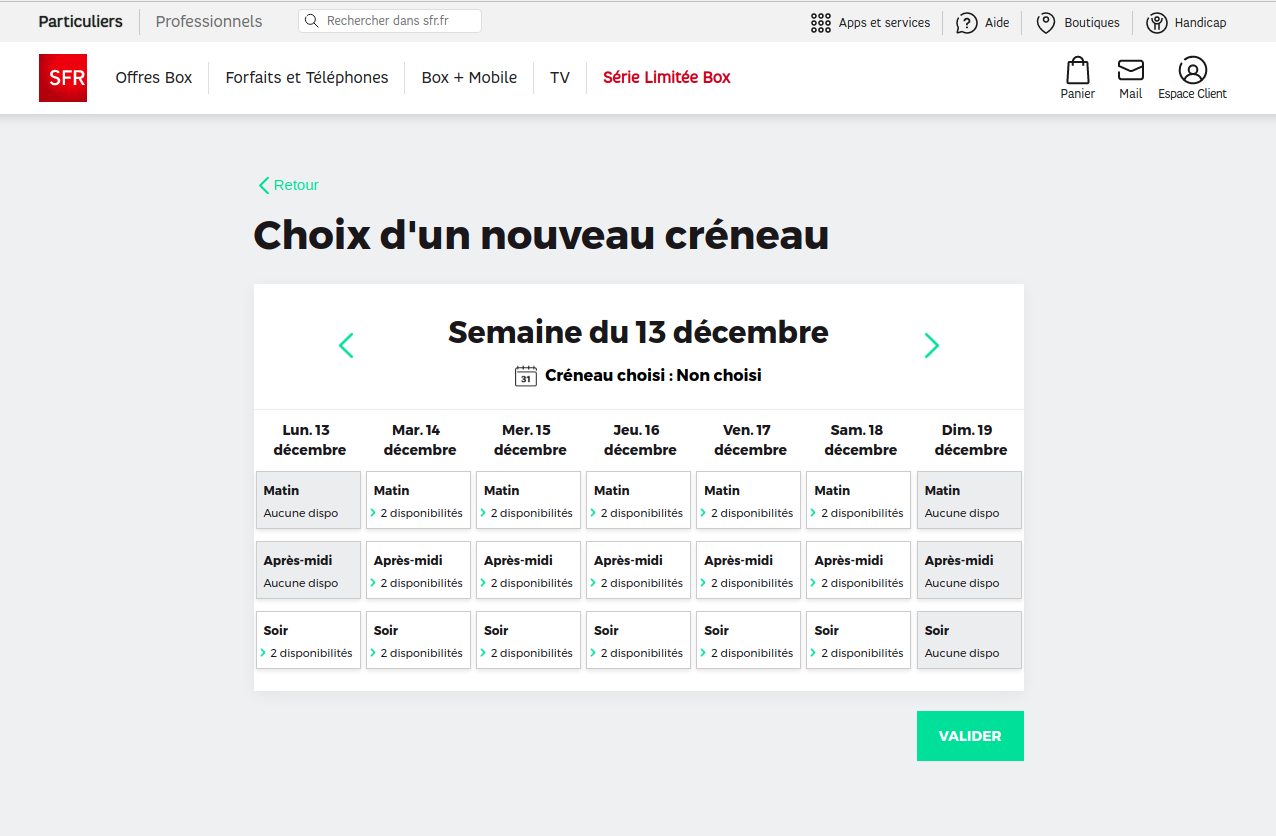 Particuliers Professionnels Rechercher dans sfr.fr Apps et services Aide Boutiques Handicap
SFR Offres Box Forfaits et Téléphones Box + Mobile TV Série Limitée Box Panier Mail Espace Client
Retour
Choix d'un nouveau créneau
Semaine du 13 décembre
31 Créneau choisi : Non choisi
Lun. 13 Mar. 14 Mer. 15 Jeu. 16 Ven. 17 Sam. 18 Dim. 19
décembre décembre décembre décembre décembre décembre décembre
Matin Matin Matin Matin Matin Matin Matin
Aucune dispo 2 disponibilités 2 disponibilités 2 disponibilités 2 disponibilités 2 disponibilités Aucune dispo
Après-midi Après-midi Après-midi Après-midi Après-midi Après-midi Après-midi
Aucune dispo 2 disponibilités 2 disponibilités 2 disponibilités 2 disponibilités 2 disponibilités Aucune dispo
Soir Soir Soir Soir Soir Soir Soir
2 disponibilités 2 disponibilités 2 disponibilités 2 disponibilités 2 disponibilités 2 disponibilités Aucune dispo
VALIDER